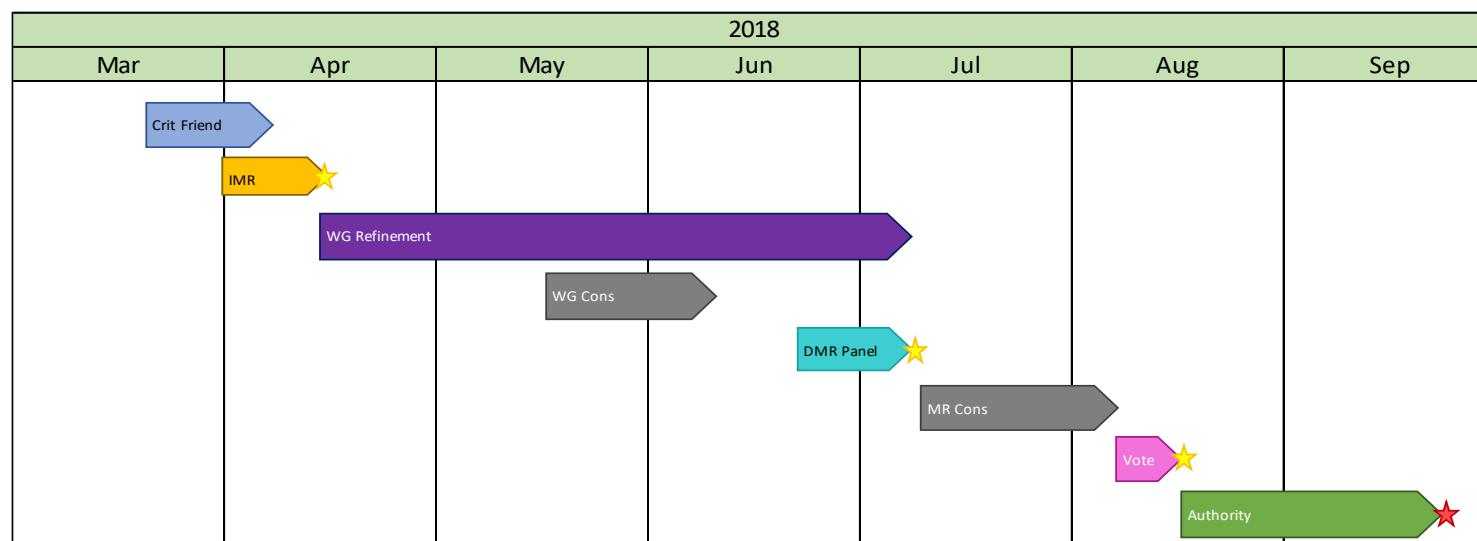 2018
Mar Apr May Jun Jul Aug Sep
Crit Friend
IMR
WG Refinement
WG Cons
DMR Panel
MR Cons
Vote
Authority